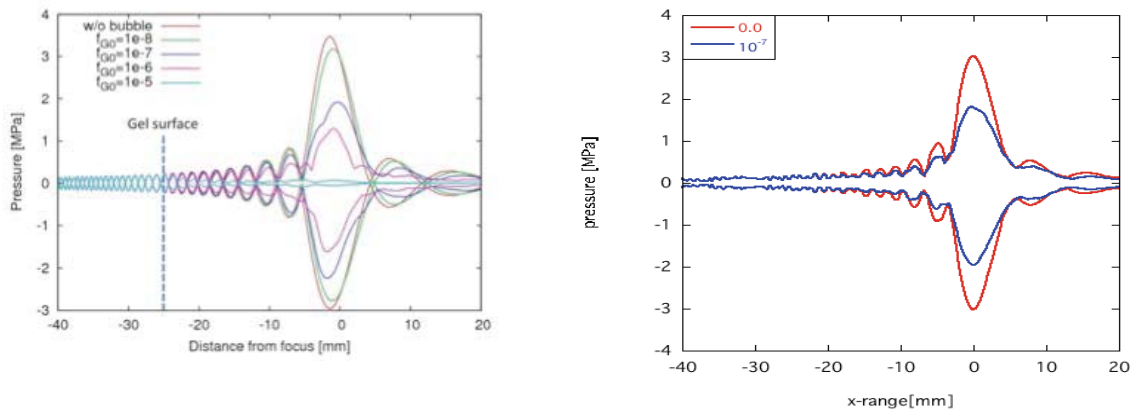 w/o bubble
fG0=1e-8
fG0=1e-7
fG0=1e-6
fG0=1e-5
Gel surface
Pressure [MPa]
4
3
2
1
0
-1
-2
-3
-40 -30 -20 -10 0 10 20
Distance from focus [mm]
0.0
10-7
pressure [MPa]
4
3
2
1
0
-1
-2
-3
-4
-40 -30 -20 -10 0 10 20
x-range[mm]